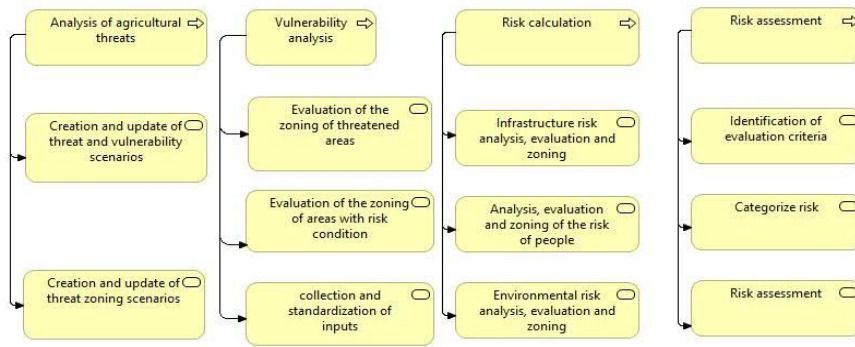 Analysis of agricultural
threats
Creation and update of
threat and vulnerability
scenarios
Creation and update of
threat zoning scenarios
Vulnerability
analysis
Evaluation of the
zoning of threatened
areas
Evaluation of the zoning
of areas with risk
condition
collection and
standardization of
inputs
Risk calculation
Infrastructure risk
analysis, evaluation and
zoning
Analysis, evaluation
and zoning of the risk
of people
Environmental risk
analysis, evaluation and
zoning
Risk assessment
Identification of
evaluation criteria
Categorize risk
Risk assessment